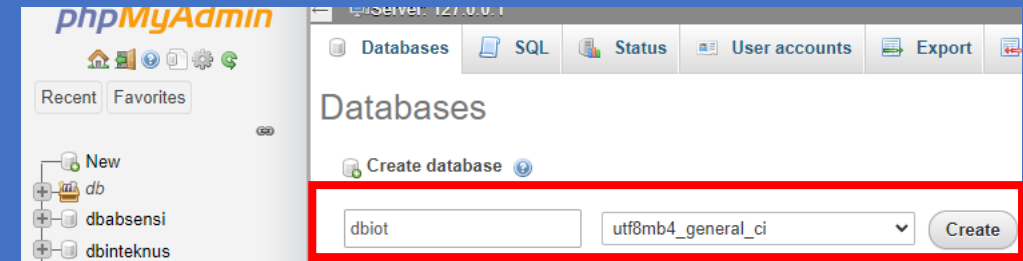 phpMyAdmin
Recent Favorites
New
db
dbabsensi
dbinteknus
Server: 127.0.0.1
Databases SQL Status User accounts Export
Databases
Create database
dbiot utf8mb4_general_ci Create